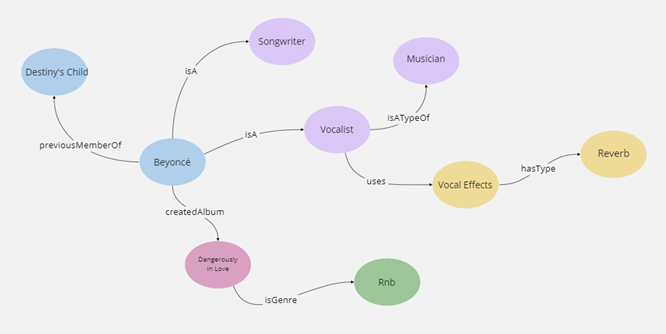 Songwriter
Musician
Destiny's Child
isA
isATypeOf
Vocalist
isA
previousMemberOf
Reverb
Beyoncé
hasType
uses
Vocal Effects
createdAlbum
Dangerously
in Love
Rnb
isGenre